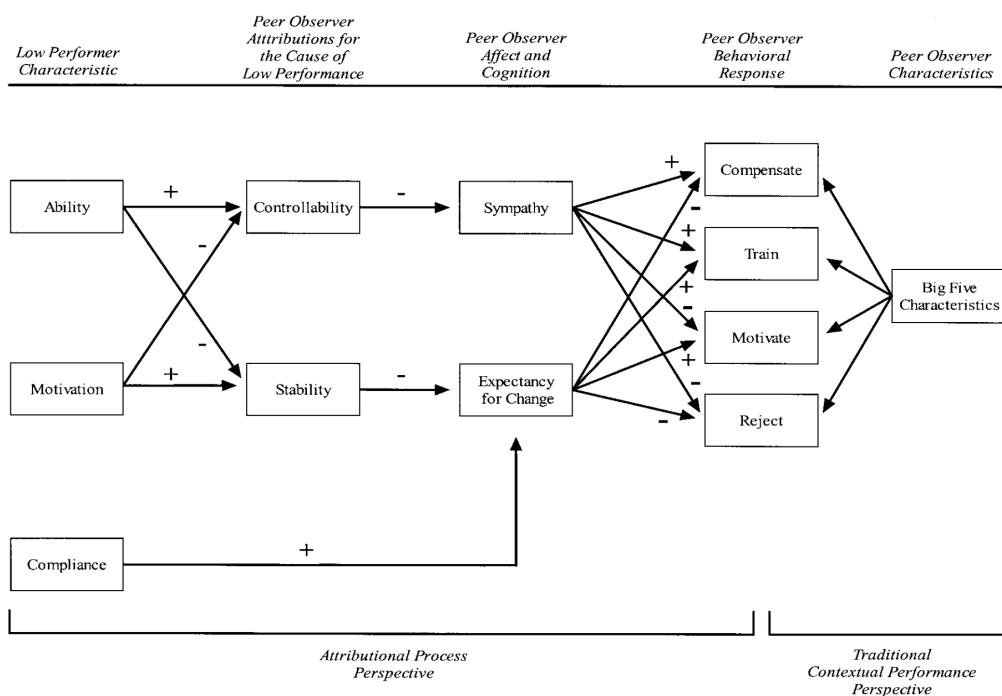 Low Performer
Characteristic
Peer Observer
Atttributions for
the Cause of
Low Performance
Peer Observer
Affect and
Cognition
Peer Observer
Behavioral
Response
Peer Observer
Characteristics
Ability
+
Controllability
-
Sympathy
+
Compensate
-
+
Train
+
-
Motivate
+
-
Reject
-
Big Five
Characteristics
-
-
Motivation
+
Stability
-
Expectancy
for Change
Compliance
+
Attributional Process
Perspective
Traditional
Contextual Performance
Perspective